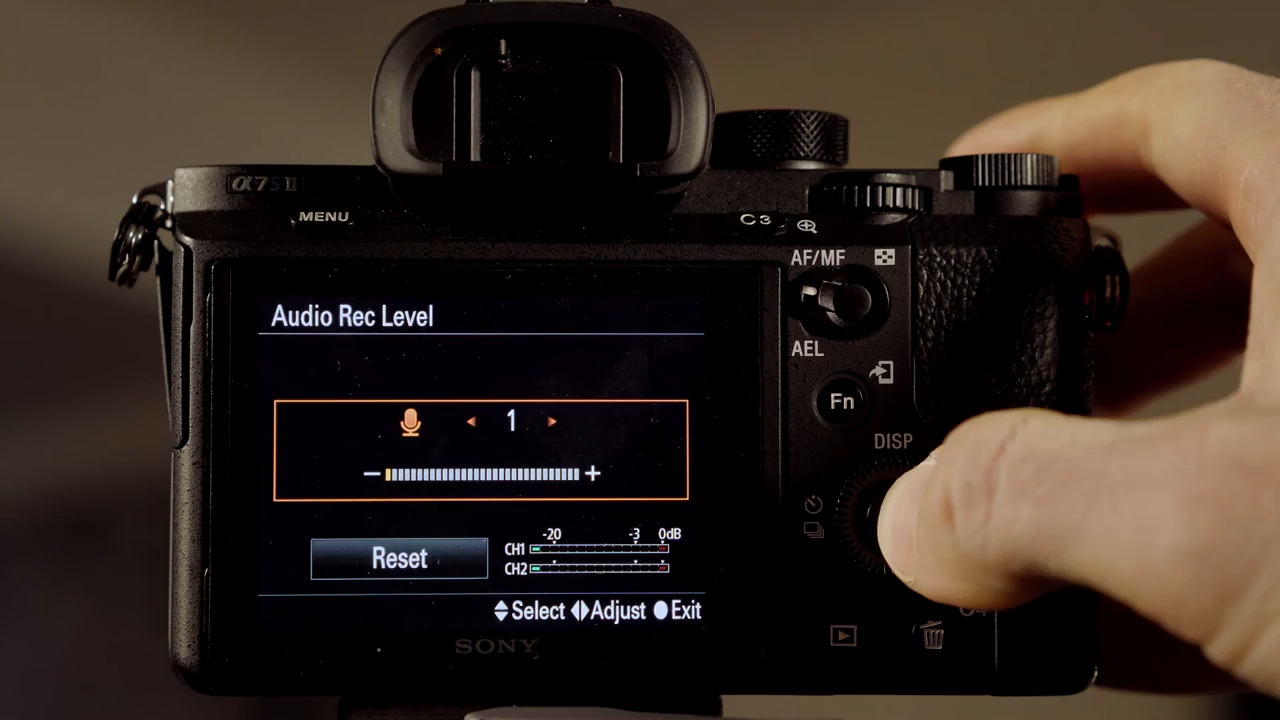 α7SII
MENU
C3
AF/MF
AEL
Fn
DISP
Audio Rec Level
1
− +
Reset
-20 -3 0dB
CH1
CH2
Select Adjust Exit
SONY